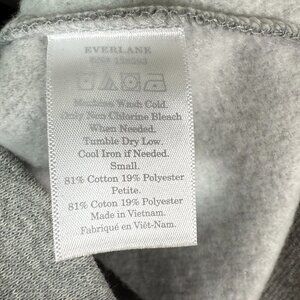 EVERLANE
Machine Wash Cold.
Only Non Chlorine Bleach
When Needed.
Tumble Dry Low.
Cool Iron if Needed.
Small.
81% Cotton 19% Polyester
Petite.
81% Coton 19% Polyester
Made in Vietnam.
Fabriqué en Viêt-Nam.